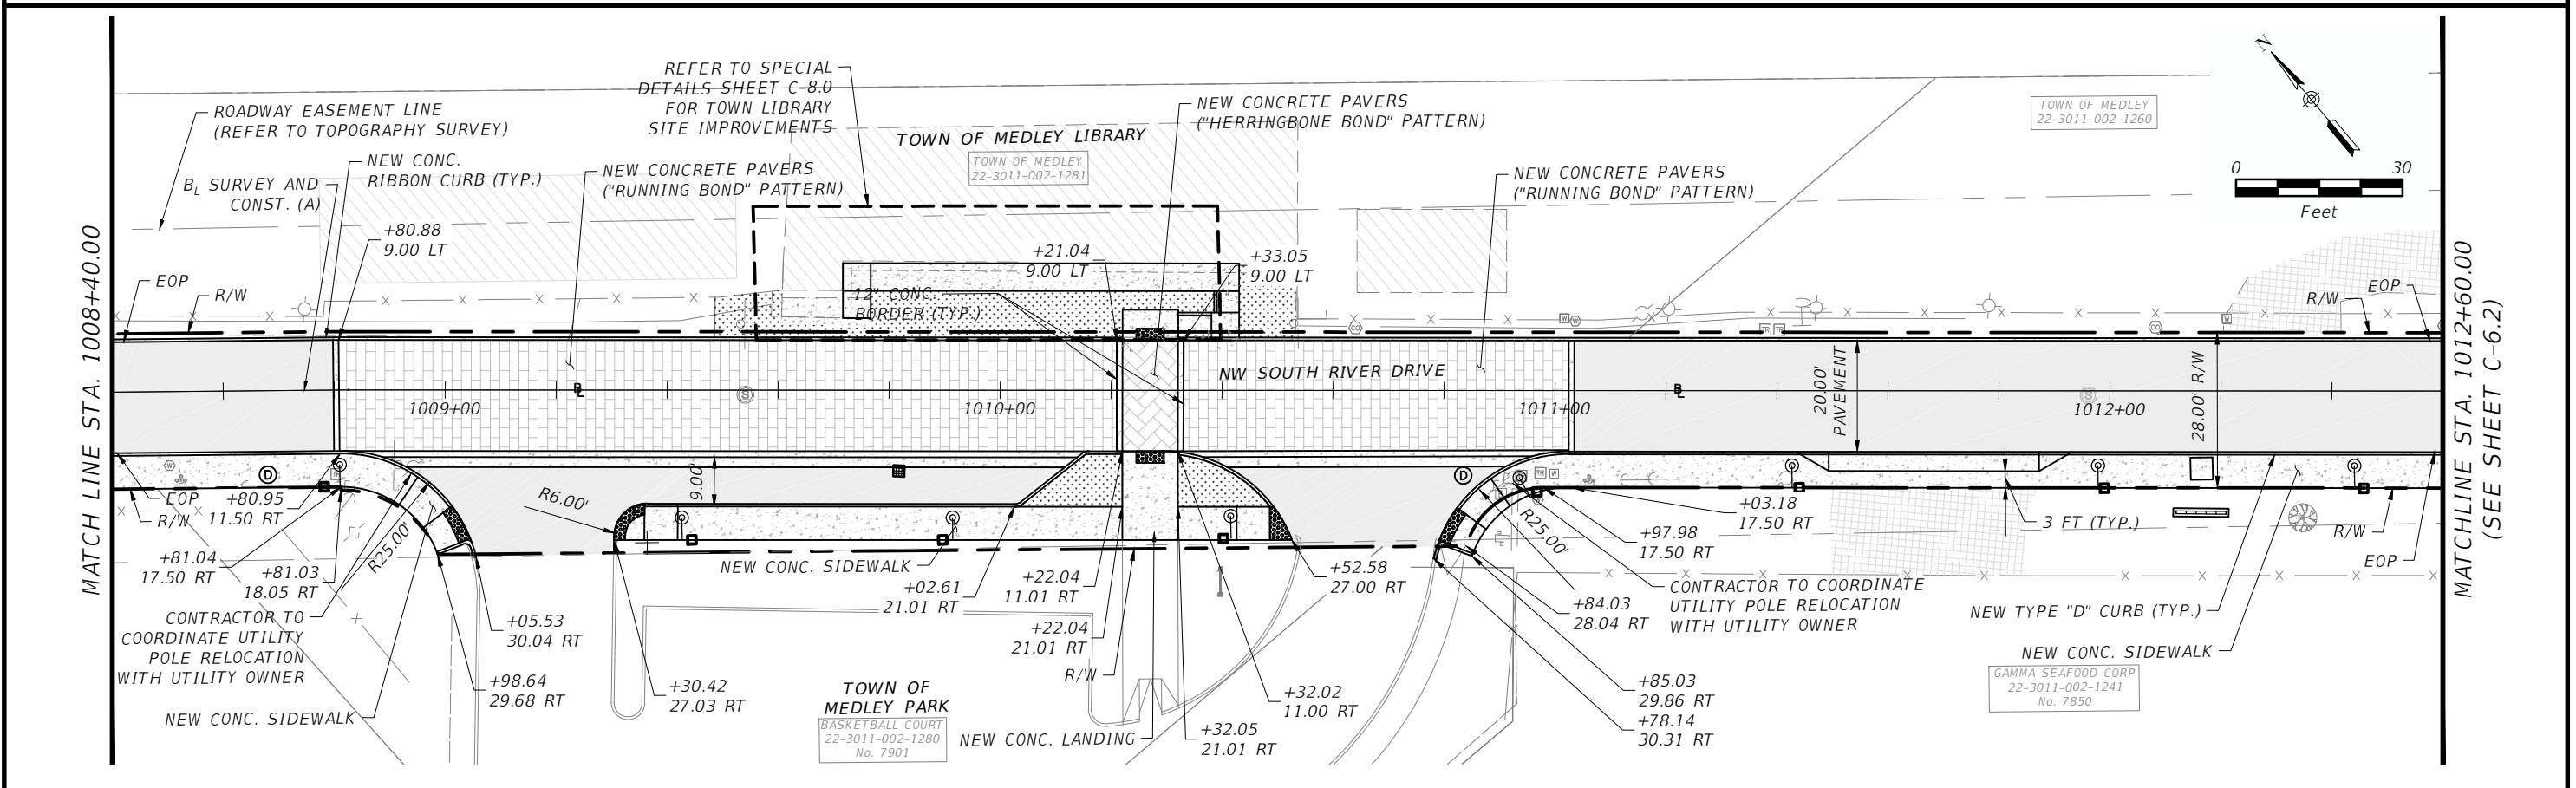 REFER TO SPECIAL
DETAILS SHEET C-8.0
FOR TOWN LIBRARY
SITE IMPROVEMENTS
ROADWAY EASEMENT LINE
(REFER TO TOPOGRAPHY SURVEY)
NEW CONC.
RIBBON CURB (TYP.)
BL SURVEY AND
CONST. (A)
NEW CONCRETE PAVERS
("RUNNING BOND" PATTERN)
TOWN OF MEDLEY LIBRARY
TOWN OF MEDLEY
22-3011-002-1281
NEW CONCRETE PAVERS
("HERRINGBONE BOND" PATTERN)
NEW CONCRETE PAVERS
("RUNNING BOND" PATTERN)
TOWN OF MEDLEY
22-3011-002-1260
N
0 30
Feet
MATCH LINE STA. 1008+40.00
+80.88
9.00 LT
+21.04
9.00 LT
+33.05
9.00 LT
12" CONC.
BORDER (TYP.)
EOP
R/W
R/W
EOP
NW SOUTH RIVER DRIVE
1009+00
1010+00
1011+00
1012+00
20.00'
PAVEMENT
28.00' R/W
MATCHLINE STA. 1012+60.00
(SEE SHEET C-6.2)
D
D
EOP
R/W
+80.95
11.50 RT
+81.04
17.50 RT
+81.03
18.05 RT
R25.00'
R6.00'
9.00'
CONTRACTOR TO
COORDINATE UTILITY
POLE RELOCATION
WITH UTILITY OWNER
NEW CONC. SIDEWALK
+05.53
30.04 RT
+98.64
29.68 RT
+30.42
27.03 RT
NEW CONC. SIDEWALK
+02.61
21.01 RT
+22.04
11.01 RT
+22.04
21.01 RT
R/W
TOWN OF
MEDLEY PARK
BASKETBALL COURT
22-3011-002-1280
No. 7901
NEW CONC. LANDING
+32.05
21.01 RT
+32.02
11.00 RT
+52.58
27.00 RT
R25.00'
+03.18
17.50 RT
+97.98
17.50 RT
CONTRACTOR TO COORDINATE
UTILITY POLE RELOCATION
WITH UTILITY OWNER
+84.03
28.04 RT
+85.03
29.86 RT
+78.14
30.31 RT
3 FT (TYP.)
R/W
EOP
NEW TYPE "D" CURB (TYP.)
NEW CONC. SIDEWALK
GAMMA SEAFOOD CORP
22-3011-002-1241
No. 7850